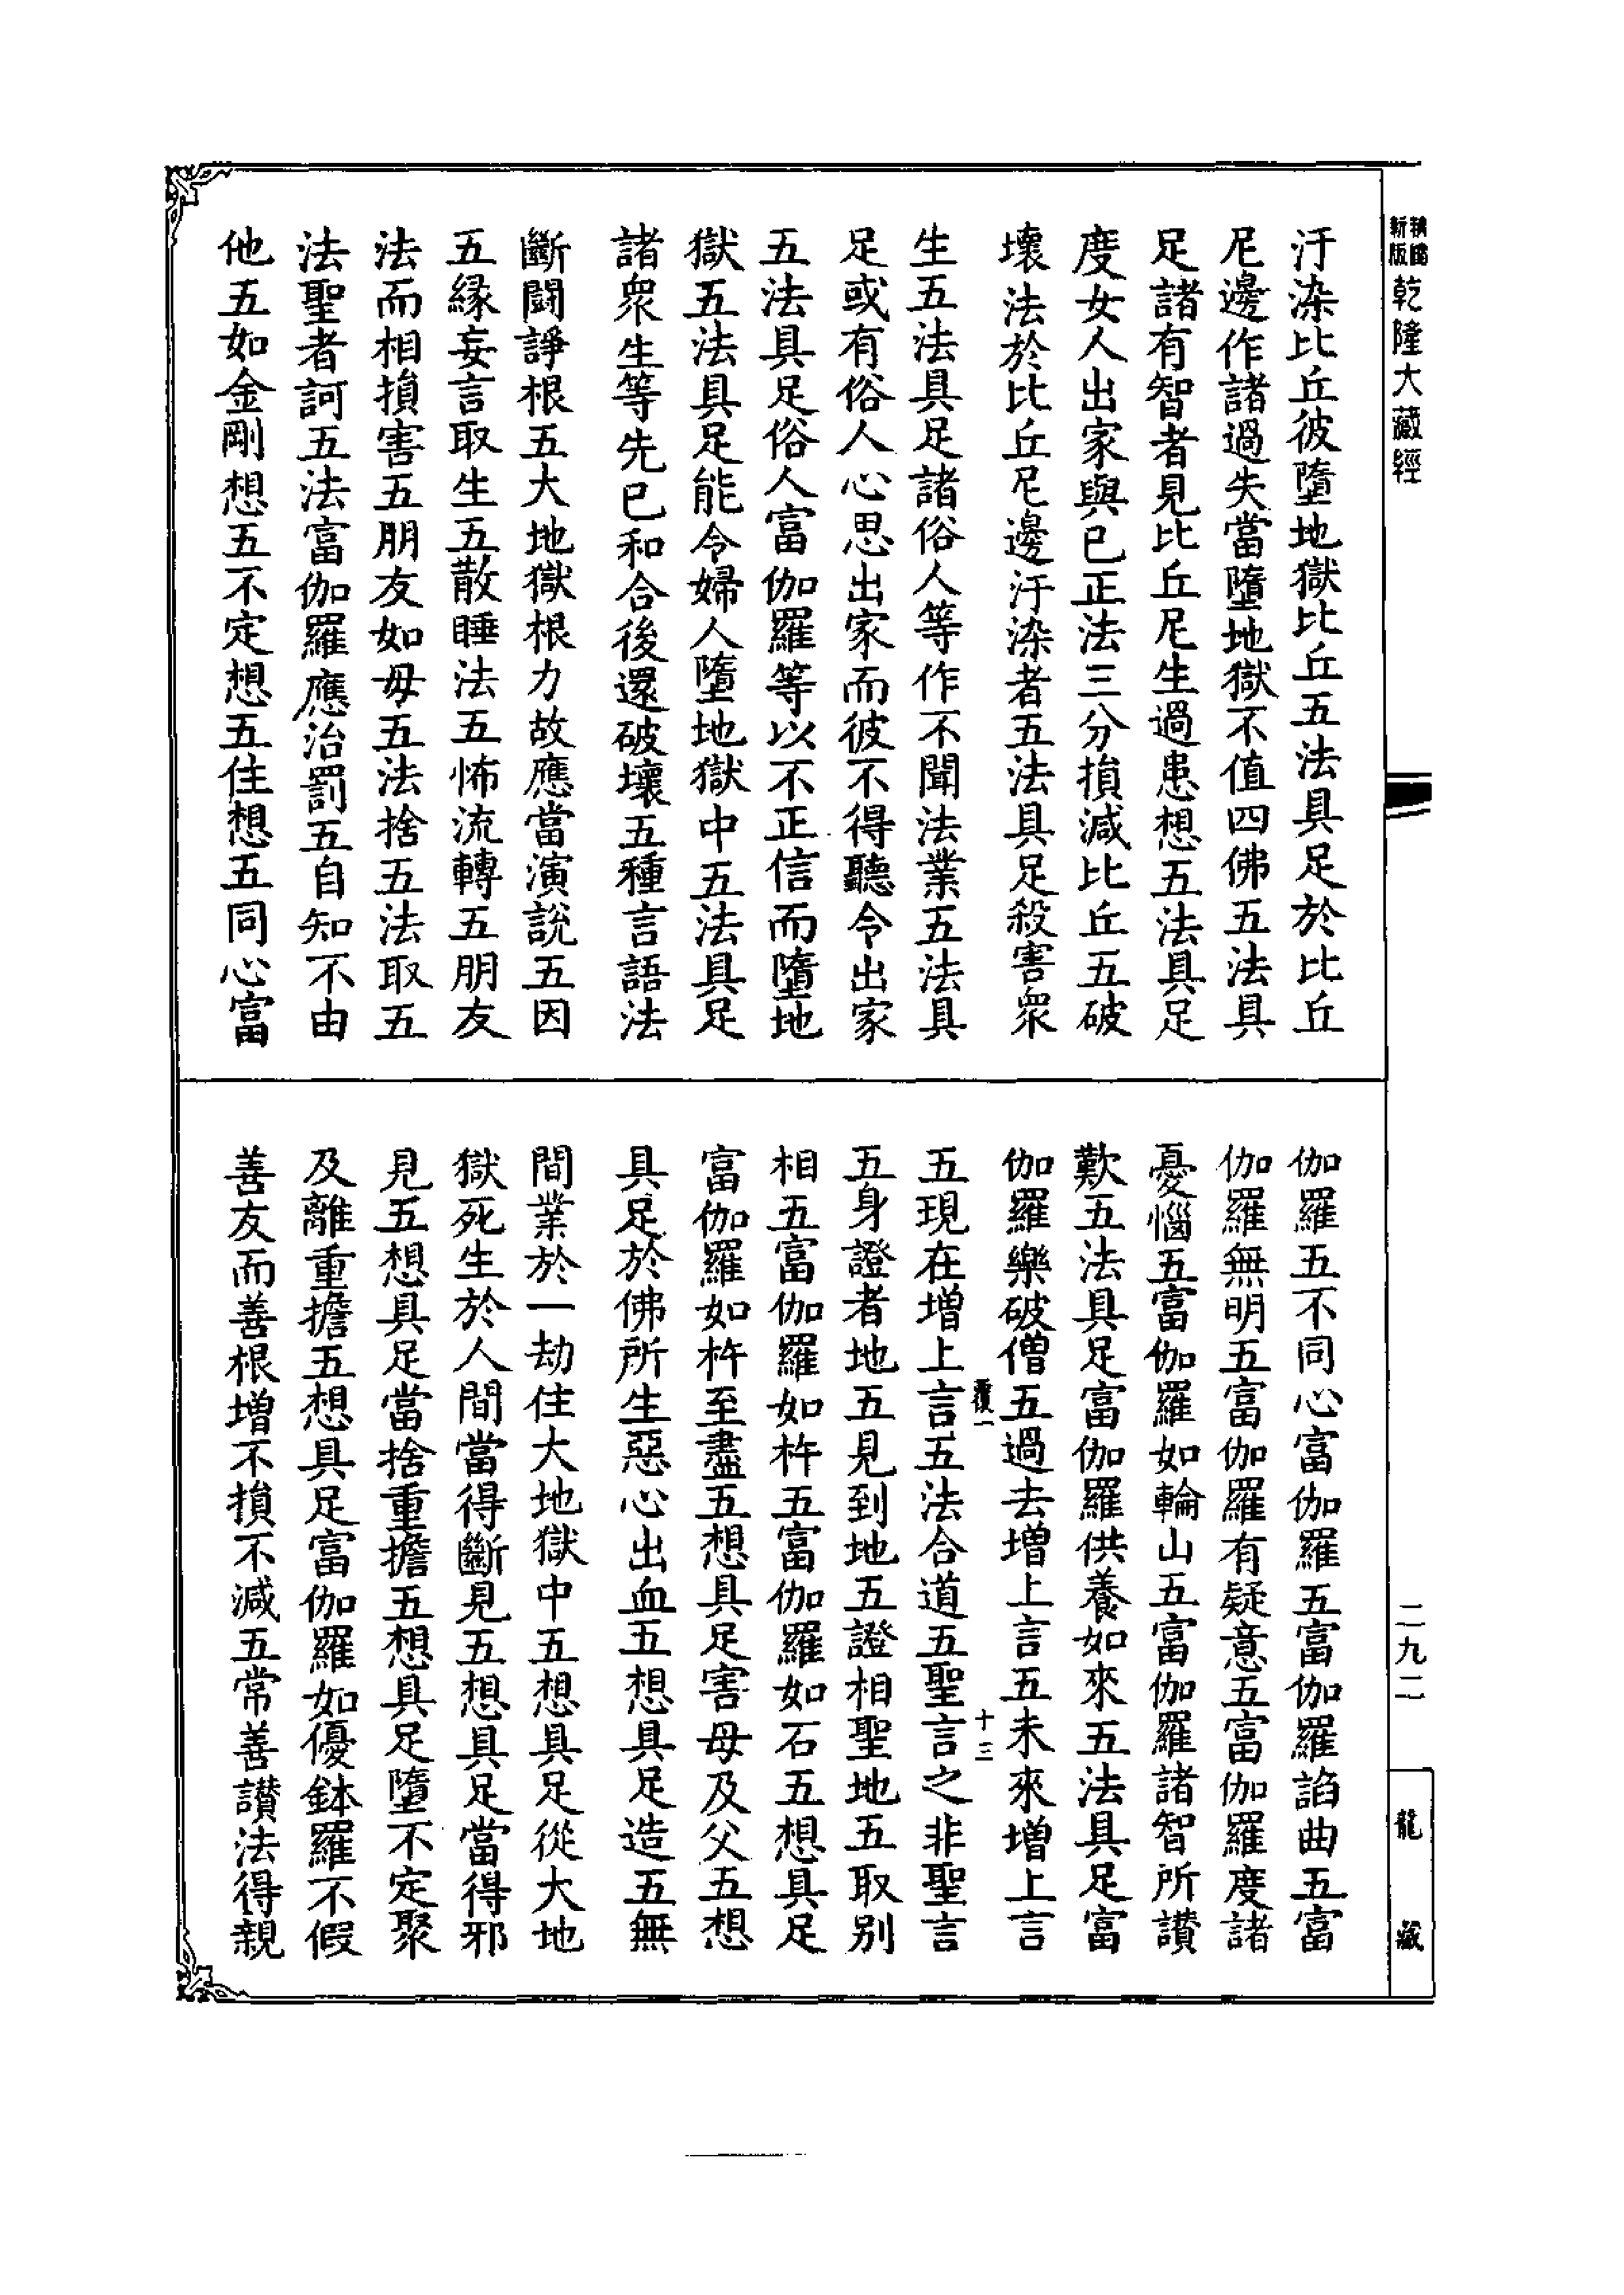 新版
乾隆大藏經
汙染比丘彼墮地獄比丘五法具足於比丘
尼邊作諸過失當墮地獄不值四佛五法具
足諸有智者見比丘尼生過患想五法具足
度女人出家與已正法三分損減比丘五破
壞法於比丘尼邊汙染者五法具足殺害眾
生五法具足諸俗人等作不聞法業五法具
足或有俗人心思出家而彼不得聽令出家
五法具足俗人富伽羅等以不正信而墮地
獄五法具足能令婦人墮地獄中五法具足
諸眾生等先已和合後還破壞五種言語法
斷鬪諍根五大地獄根力故應當演說五因
五緣妄言取生五散睡法五怖流轉五朋友
法而相損害五朋友如母五法捨五法取五
法聖者訶五法富伽羅應治罰五自知不由
他五如金剛想五不定想五住想五同心富
伽羅五不同心富伽羅五富伽羅諂曲五富
伽羅無明五富伽羅有疑意五富伽羅度諸
憂惱五富伽羅如輪山五富伽羅諸智所讚
歎五法具足富伽羅供養如來五法具足富
伽羅樂破僧五過去增上言五未來增上言
重復一
十三
五現在增上言五法合道五聖言之非聖言
五身證者地五見到地五證相聖地五取別
相五富伽羅如杵五富伽羅如石五想具足
富伽羅如杵至盡五想具足害母及父五想
具足於佛所生惡心出血五想具足造五無
間業於一劫住大地獄中五想具足從大地
獄死生於人間當得斷見五想具足當得邪
見五想具足當捨重擔五想具足墮不定聚
及離重擔五想具足富伽羅如優鉢羅不假
善友而善根增不損不減五常善讚法得親
二九二
龍藏